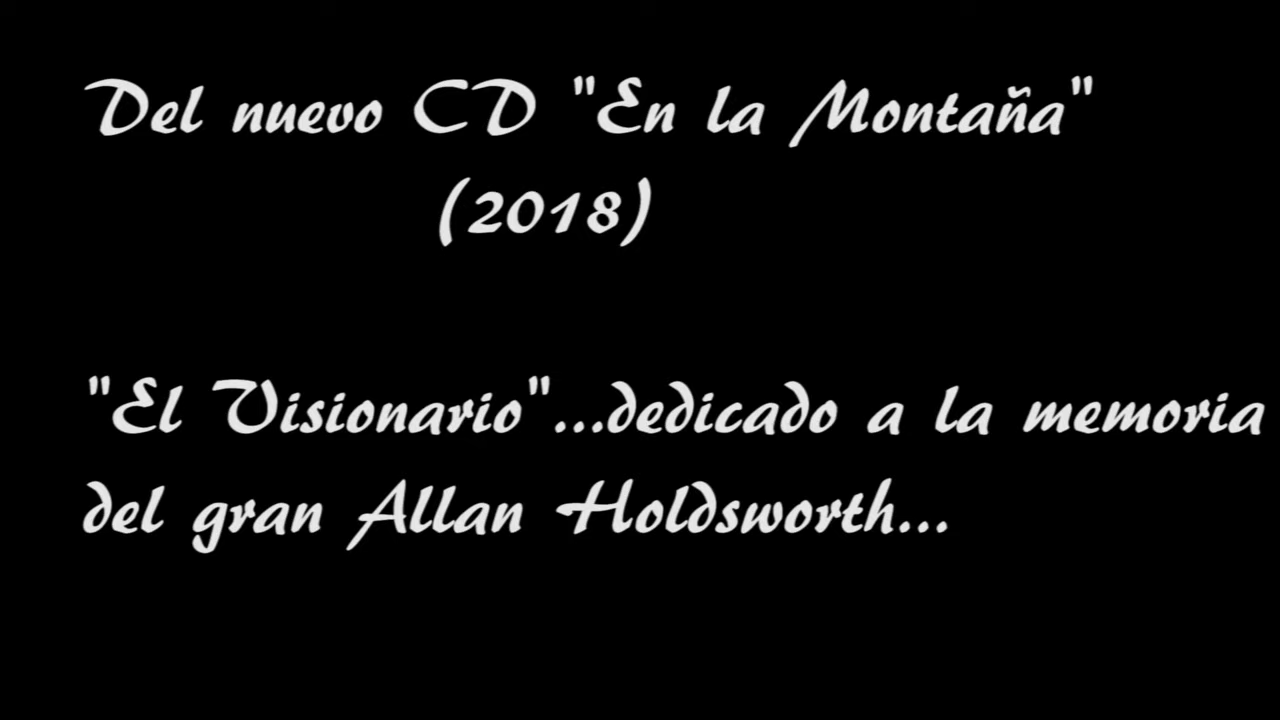 Del nuevo CD "En la Montaña"
(2018)
"El Visionario"...dedicado a la memoria
del gran Allan Holdsworth...